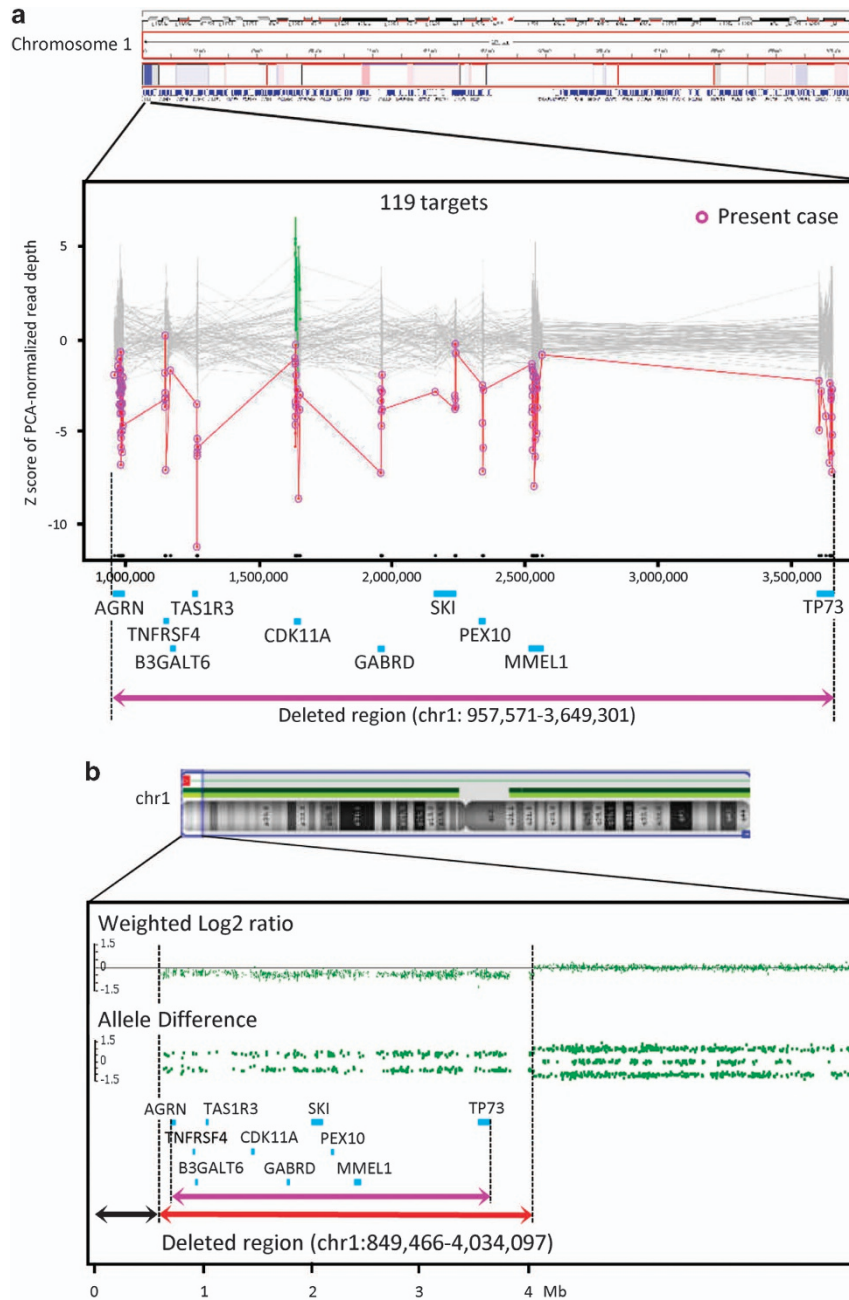 a
Chromosome 1
119 targets
Present case
Z score of PCA-normalized read depth
5
0
-5
-10
1,000,000 1,500,000 2,000,000 2,500,000 3,000,000 3,500,000
AGRN TAS1R3 SKI TP73
TNFRSF4 CDK11A PEX10
B3GALT6 GABRD MMEL1
Deleted region (chr1: 957,571-3,649,301)
b
chr1
Weighted Log2 ratio
1.5
0
-1.5
Allele Difference
1.5
0
-1.5
AGRN TAS1R3 SKI TP73
TNFRSF4 CDK11A PEX10
B3GALT6 GABRD MMEL1
Deleted region (chr1:849,466-4,034,097)
0 1 2 3 4 Mb